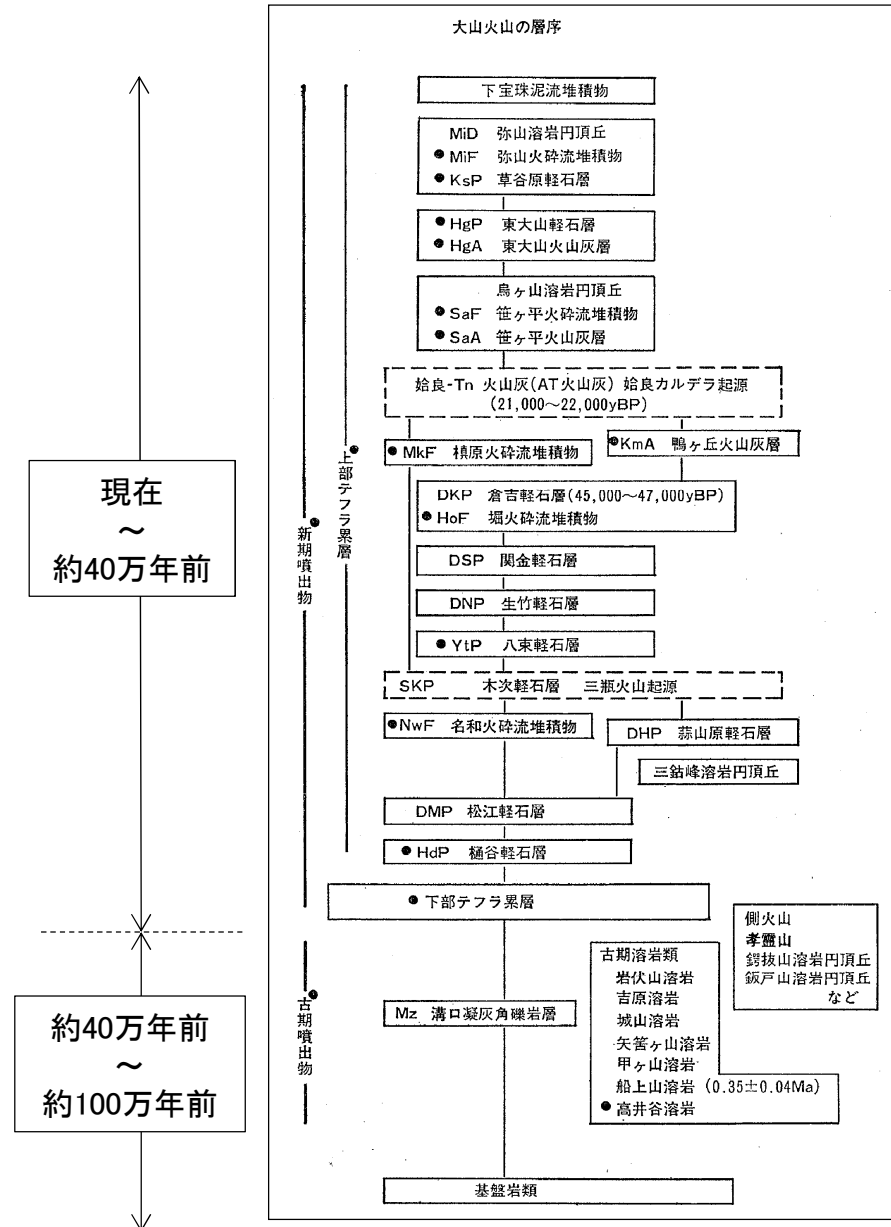 大山火山の層序
下宝珠泥流堆積物
MiD 弥山溶岩円頂丘
●MiF 弥山火砕流堆積物
●KsP 草谷原軽石層
●HgP 東大山軽石層
●HgA 東大山火山灰層
烏ヶ山溶岩円頂丘
●SaF 笹ヶ平火砕流堆積物
●SaA 笹ヶ平火山灰層
姶良-Tn 火山灰(AT火山灰) 姶良カルデラ起源
(21,000～22,000yBP)
●MkF 槙原火砕流堆積物
●KmA 鴨ヶ丘火山灰層
DKP 倉吉軽石層(45,000～47,000yBP)
●HoF 堀火砕流堆積物
DSP 関金軽石層
DNP 生竹軽石層
●YtP 八束軽石層
SKP 木次軽石層 三瓶火山起源
●NwF 名和火砕流堆積物
DHP 蒜山原軽石層
三鈷峰溶岩円頂丘
DMP 松江軽石層
●HdP 樋谷軽石層
●下部テフラ累層
●上部テフラ累層
●新期噴出物
現在
～
約40万年前
側火山
孝霊山
鍔抜山溶岩円頂丘
鈑戸山溶岩円頂丘
など
古期溶岩類
岩伏山溶岩
吉原溶岩
城山溶岩
矢筈ヶ山溶岩
甲ヶ山溶岩
船上山溶岩 (0.35±0.04Ma)
●高井谷溶岩
Mz 溝口凝灰角礫岩層
●古期噴出物
約40万年前
～
約100万年前
基盤岩類